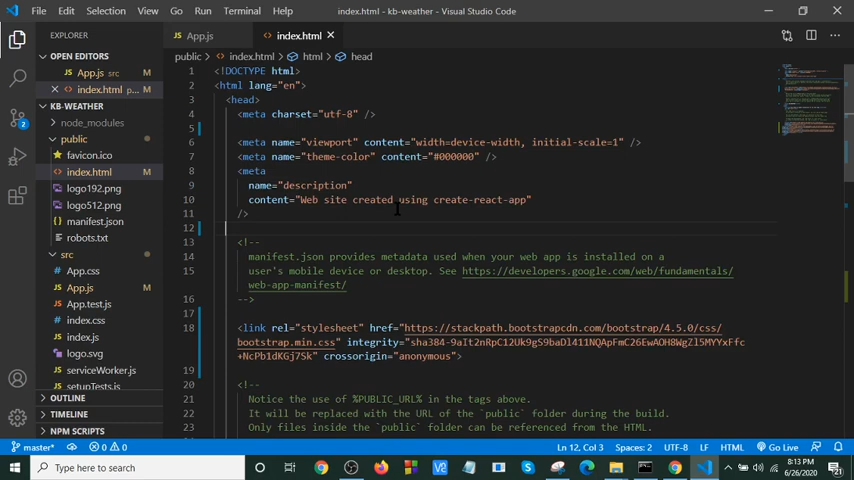 File Edit Selection View Go Run Terminal Help
index.html - kb-weather - Visual Studio Code
EXPLORER
OPEN EDITORS
App.js src M
index.html p... M
KB-WEATHER
node_modules
public
favicon.ico
index.html M
logo192.png
logo512.png
manifest.json
robots.txt
src
App.css
App.js M
App.test.js
index.css
index.js
logo.svg
serviceWorker.js
setupTests.js
OUTLINE
TIMELINE
NPM SCRIPTS
2
App.js
index.html
public > index.html > html > head
1 <!DOCTYPE html>
2 <html lang="en">
3 <head>
4 <meta charset="utf-8" />
5
6 <meta name="viewport" content="width=device-width, initial-scale=1" />
7 <meta name="theme-color" content="#000000" />
8 <meta
9 name="description"
10 content="Web site created using create-react-app"
11 />
12
13 <!--
14 manifest.json provides metadata used when your web app is installed on a
15 user's mobile device or desktop. See https://developers.google.com/web/fundamentals/
web-app-manifest/
16 -->
17
18 <link rel="stylesheet" href="https://stackpath.bootstrapcdn.com/bootstrap/4.5.0/css/
bootstrap.min.css" integrity="sha384-9aIt2nRpC12Uk9gS9baDl411NQApFmC26EwAOH8WgZl5MYYxFfc
+NcPb1dKGj7Sk" crossorigin="anonymous">
19
20 <!--
21 Notice the use of %PUBLIC_URL% in the tags above.
22 It will be replaced with the URL of the `public` folder during the build.
23 Only files inside the `public` folder can be referenced from the HTML.
master* 0 0 Ln 12, Col 3 Spaces: 2 UTF-8 LF HTML Go Live
Type here to search
8:13 PM
6/26/2020
21